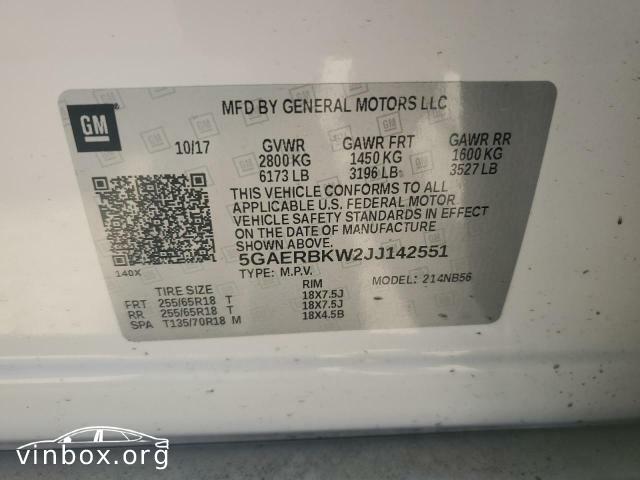 MFD BY GENERAL MOTORS LLC
GM
10/17 GVWR GAWR FRT GAWR RR
2800 KG 1450 KG 1600 KG
6173 LB 3196 LB 3527 LB
THIS VEHICLE CONFORMS TO ALL
APPLICABLE U.S. FEDERAL MOTOR
VEHICLE SAFETY STANDARDS IN EFFECT
ON THE DATE OF MANUFACTURE
SHOWN ABOVE.
5GAERBKW2JJ142551
140X
TYPE: M.P.V. MODEL: 214NB56
TIRE SIZE RIM
FRT 255/65R18 T 18X7.5J
RR 255/65R18 T 18X7.5J
SPA T135/70R18 M 18X4.5B
vinbox.org